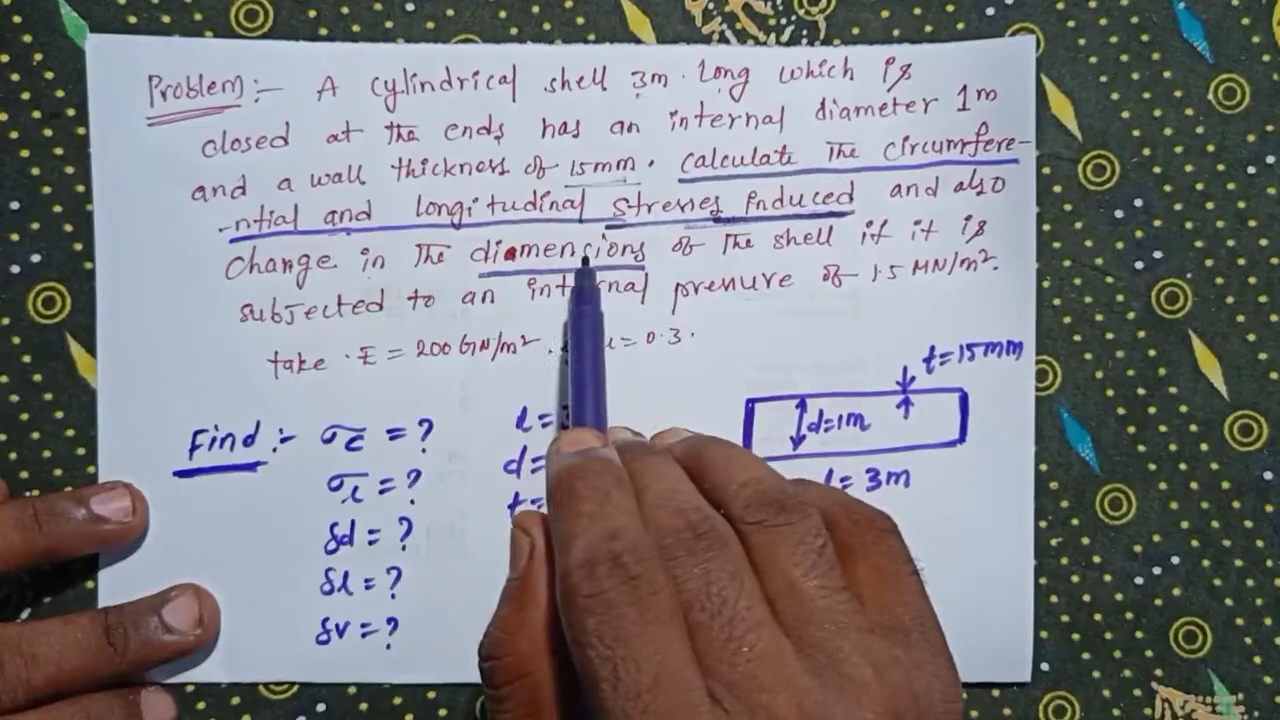 Problem:- A cylindrical shell 3m. Long which is
closed at the ends has an internal diameter 1m
and a wall thickness of 15mm. calculate the circumfere-
-ntial and longitudinal stresses induced and also
change in the diamencions of the shell if it is
subjected to an internal pressure of 1.5 MN/m².
take. E = 200 GN/m². = 0.3.
t=15mm
Find:- σc = ? l =
d=1m
σl = ? d=
l = 3m
δd = ? t=
δl = ?
δv = ?